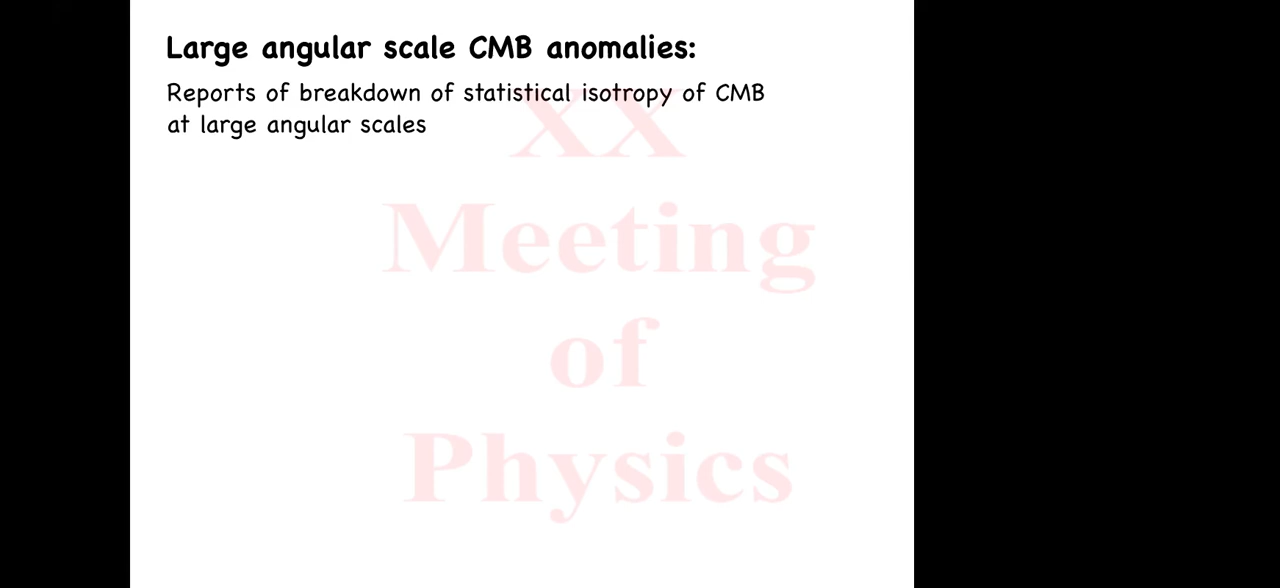 Large angular scale CMB anomalies:
Reports of breakdown of statistical isotropy of CMB
at large angular scales
XX
Meeting
of
Physics